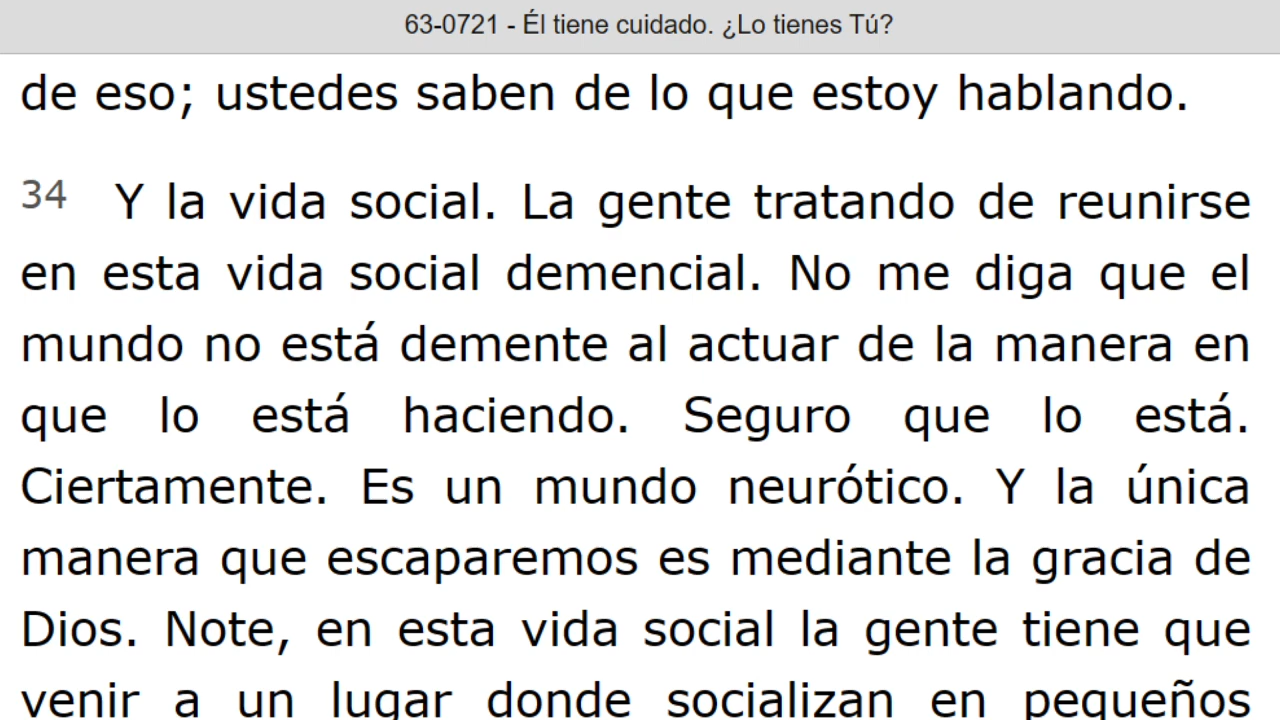 63-0721 - Él tiene cuidado. ¿Lo tienes Tú?
de eso; ustedes saben de lo que estoy hablando.
34 Y la vida social. La gente tratando de reunirse
en esta vida social demencial. No me diga que el
mundo no está demente al actuar de la manera en
que lo está haciendo. Seguro que lo está.
Ciertamente. Es un mundo neurótico. Y la única
manera que escaparemos es mediante la gracia de
Dios. Note, en esta vida social la gente tiene que
venir a un lugar donde socializan en pequeños